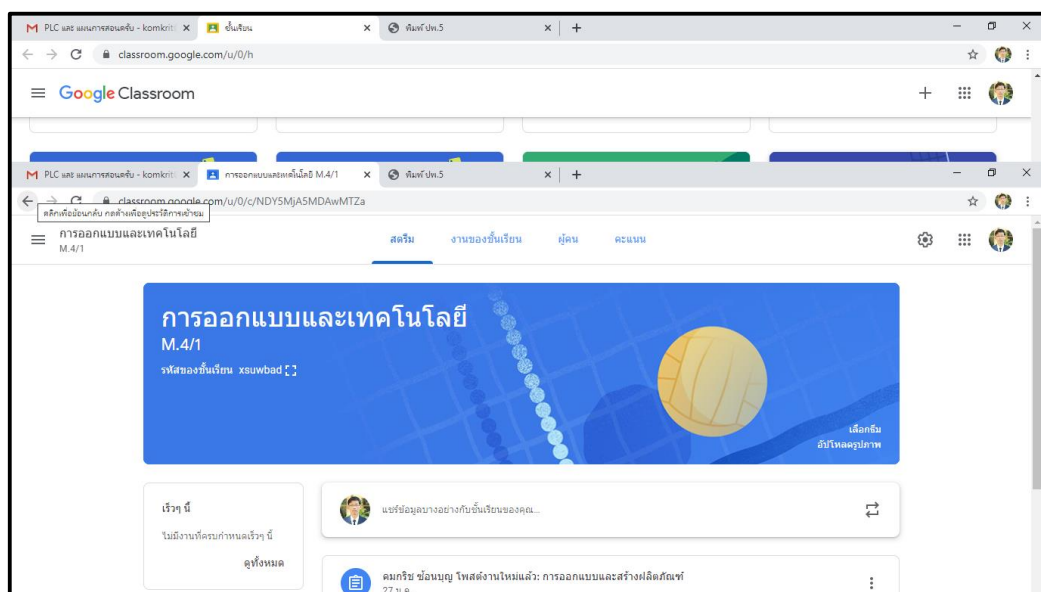 PLC และ แผนการสอนครับ - komkrit
ชั้นเรียน
พิมพ์ ปพ.5
classroom.google.com/u/0/h
Google Classroom
PLC และ แผนการสอนครับ - komkrit
การออกแบบและเทคโนโลยี M.4/1
พิมพ์ ปพ.5
classroom.google.com/u/0/c/NDY5MjA5MDAwMTZa
คลิกเพื่อย้อนกลับ กดค้างเพื่อดูประวัติการเข้าชม
การออกแบบและเทคโนโลยี
M.4/1
สตรีม งานของชั้นเรียน ผู้คน คะแนน
การออกแบบและเทคโนโลยี
M.4/1
รหัสของชั้นเรียน xsuwbad
เลือกธีม
อัปโหลดรูปภาพ
เร็วๆ นี้
ไม่มีงานที่ครบกำหนดเร็วๆ นี้
ดูทั้งหมด
แชร์ข้อมูลบางอย่างกับชั้นเรียนของคุณ...
คมกริช ซ้อนบุญ โพสต์งานใหม่แล้ว: การออกแบบและสร้างผลิตภัณฑ์
27 ม.ค.